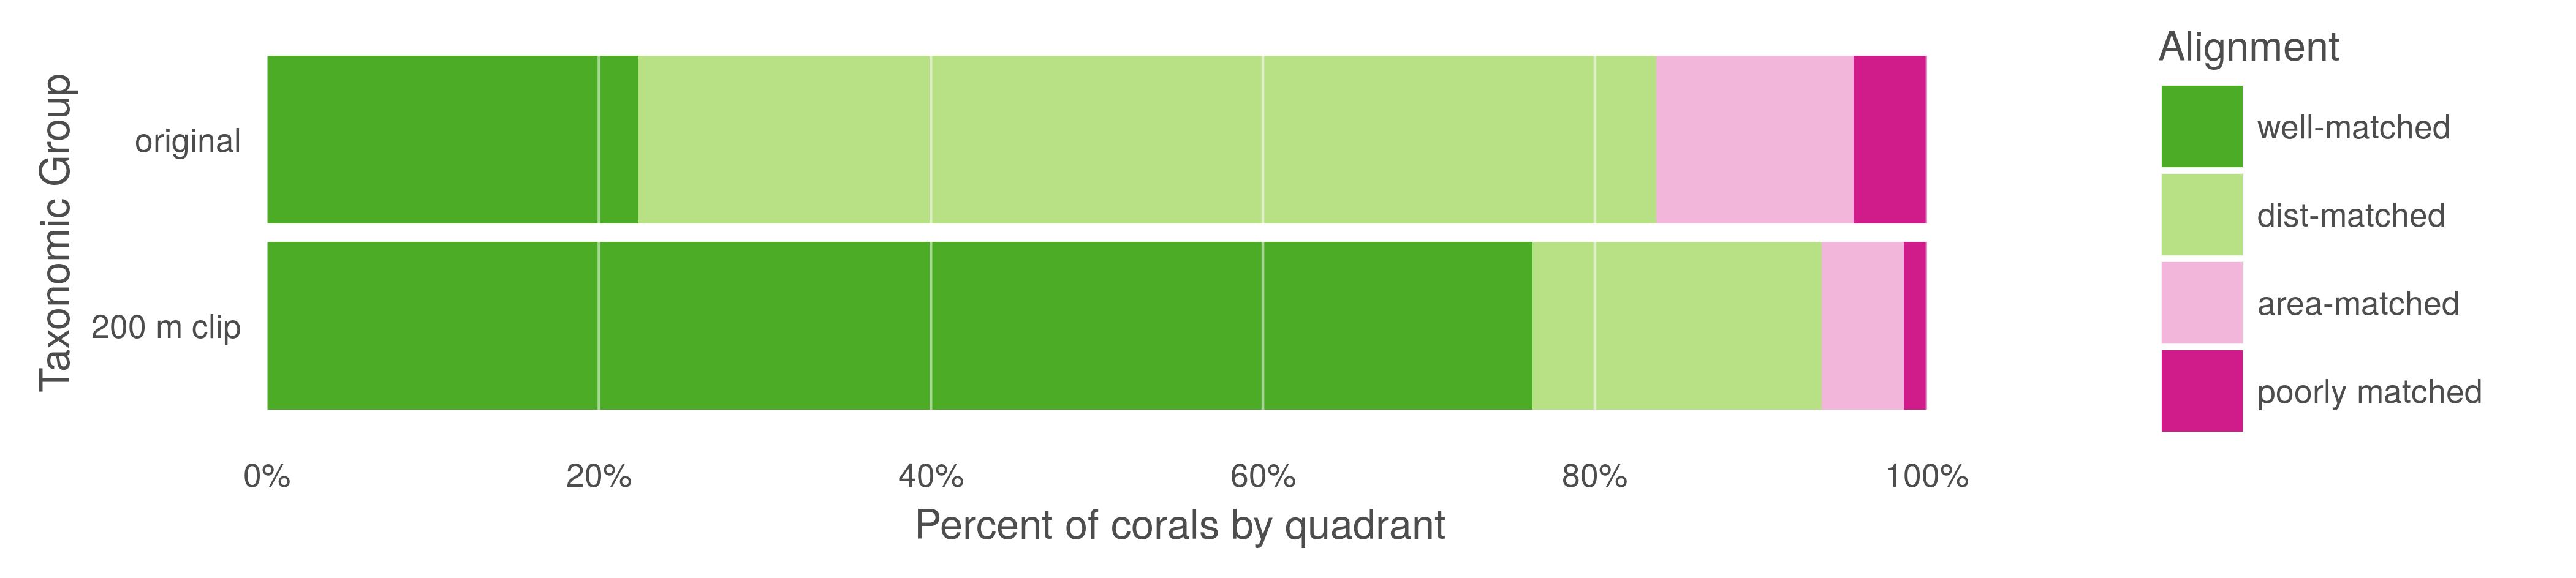 Taxonomic Group
original
200 m clip
0% 20% 40% 60% 80% 100%
Percent of corals by quadrant
Alignment
well-matched
dist-matched
area-matched
poorly matched